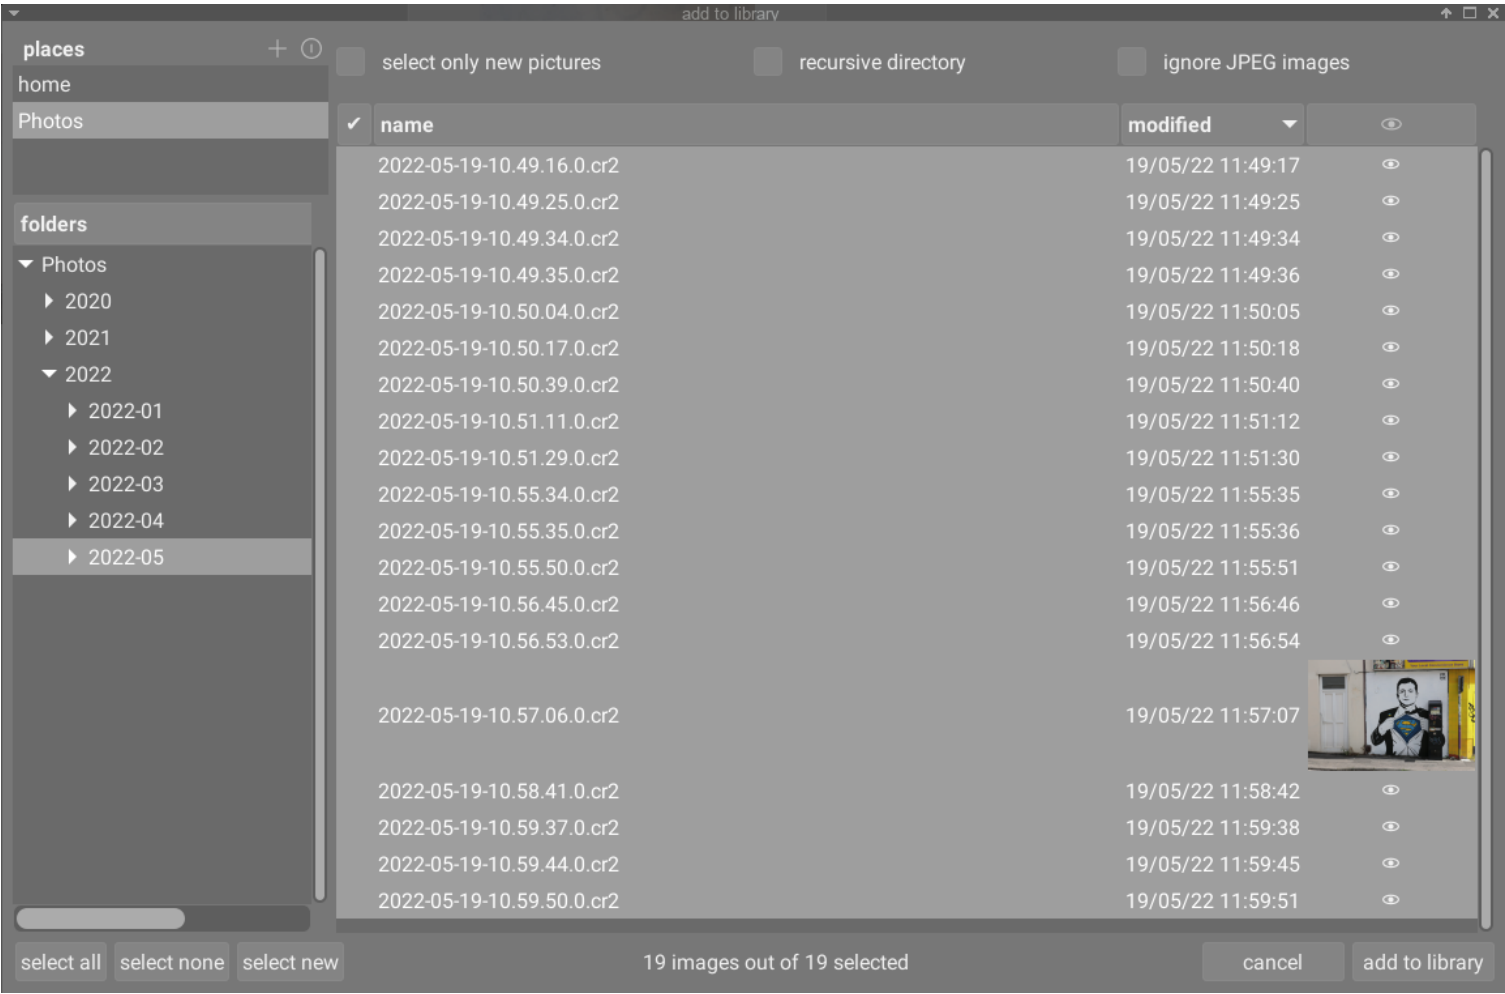 add to library
places
home
Photos
folders
Photos
2020
2021
2022
2022-01
2022-02
2022-03
2022-04
2022-05
select only new pictures recursive directory ignore JPEG images
✔ name modified
2022-05-19-10.49.16.0.cr2 19/05/22 11:49:17
2022-05-19-10.49.25.0.cr2 19/05/22 11:49:25
2022-05-19-10.49.34.0.cr2 19/05/22 11:49:34
2022-05-19-10.49.35.0.cr2 19/05/22 11:49:36
2022-05-19-10.50.04.0.cr2 19/05/22 11:50:05
2022-05-19-10.50.17.0.cr2 19/05/22 11:50:18
2022-05-19-10.50.39.0.cr2 19/05/22 11:50:40
2022-05-19-10.51.11.0.cr2 19/05/22 11:51:12
2022-05-19-10.51.29.0.cr2 19/05/22 11:51:30
2022-05-19-10.55.34.0.cr2 19/05/22 11:55:35
2022-05-19-10.55.35.0.cr2 19/05/22 11:55:36
2022-05-19-10.55.50.0.cr2 19/05/22 11:55:51
2022-05-19-10.56.45.0.cr2 19/05/22 11:56:46
2022-05-19-10.56.53.0.cr2 19/05/22 11:56:54
2022-05-19-10.57.06.0.cr2 19/05/22 11:57:07
2022-05-19-10.58.41.0.cr2 19/05/22 11:58:42
2022-05-19-10.59.37.0.cr2 19/05/22 11:59:38
2022-05-19-10.59.44.0.cr2 19/05/22 11:59:45
2022-05-19-10.59.50.0.cr2 19/05/22 11:59:51
select all select none select new 19 images out of 19 selected cancel add to library